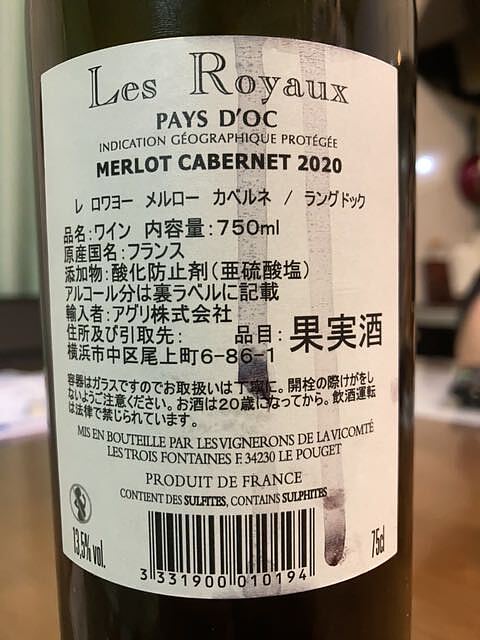 Les Royaux
PAYS D'OC
INDICATION GÉOGRAPHIQUE PROTÉGÉE
MERLOT CABERNET 2020
レ ロワヨー メルロー カベルネ / ラングドック
品名:ワイン 内容量:750ml
原産国名:フランス
添加物:酸化防止剤(亜硫酸塩)
アルコール分は裏ラベルに記載
輸入者:アグリ株式会社
住所及び引取先: 品目:果実酒
横浜市中区尾上町6-86-1
容器はガラスですのでお取扱いは丁寧に。開栓の際けがをし
ないようご注意ください。お酒は20歳になってから。飲酒運転
は法律で禁じられています。
MIS EN BOUTEILLE PAR LES VIGNERONS DE LA VICOMTÉ
LES TROIS FONTAINES F. 34230 LE POUGET
PRODUIT DE FRANCE
CONTIENT DES SULFITES, CONTAINS SULPHITES
13,5% vol.
75cl
3 331900 010194